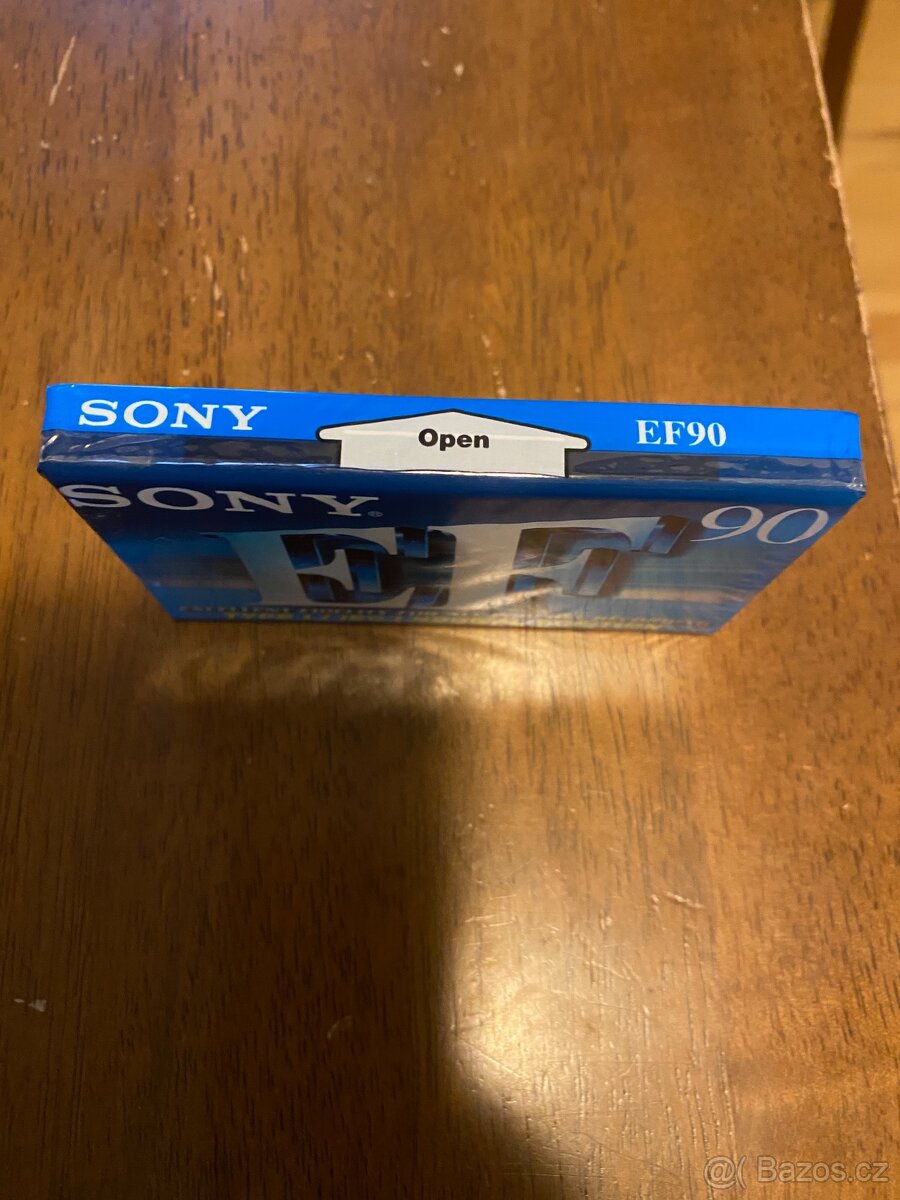 SONY
Open
EF90
SONY®
EF 90
@( Bazos.cz